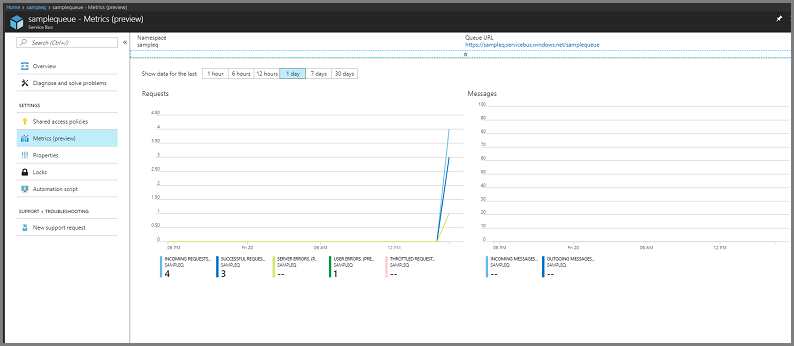 Home > sampleq > samplequeue - Metrics (preview)
samplequeue - Metrics (preview)
Service Bus
Search (Ctrl+/)
Overview
Diagnose and solve problems
SETTINGS
Shared access policies
Metrics (preview)
Properties
Locks
Automation script
SUPPORT + TROUBLESHOOTING
New support request
Namespace
sampleq
Queue URL
https://sampleq.servicebus.windows.net/samplequeue
Show data for the last:
1 hour 6 hours 12 hours 1 day 7 days 30 days
Requests
4.50
4
3.50
3
2.50
2
1.50
1
0.50
0
06 PM Fri 20 06 AM 12 PM
INCOMING REQUESTS... SUCCESSFUL REQUES... SERVER ERRORS. (P... USER ERRORS. (PRE... THROTTLED REQUEST...
SAMPLEQ SAMPLEQ SAMPLEQ SAMPLEQ SAMPLEQ
4 3 -- 1 --
Messages
100
90
80
70
60
50
40
30
20
10
0
06 PM Fri 20 06 AM 12 PM
INCOMING MESSAGES... OUTGOING MESSAGES...
SAMPLEQ SAMPLEQ
-- --